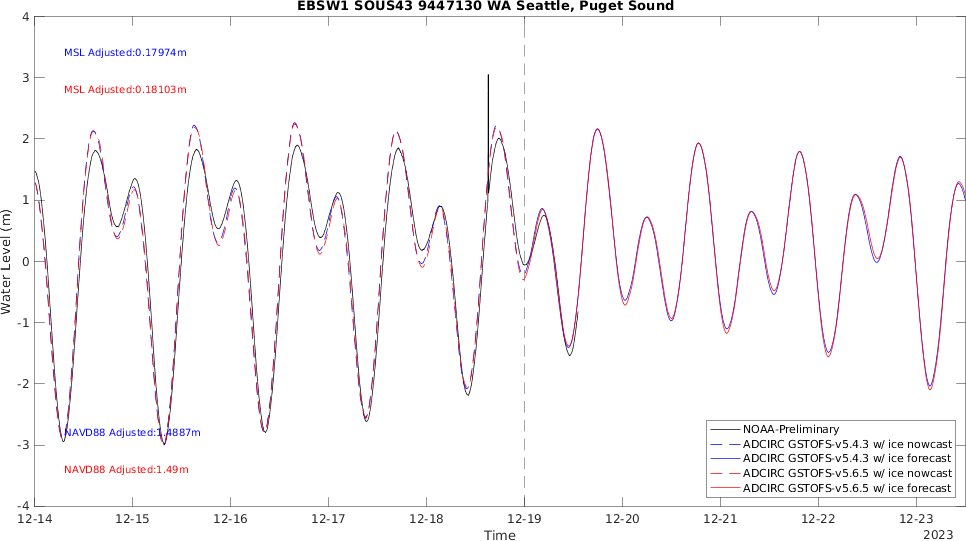 EBSW1 SOUS43 9447130 WA Seattle, Puget Sound
4
3
2
1
0
-1
-2
-3
-4
Water Level (m)
MSL Adjusted:0.17974m
MSL Adjusted:0.18103m
NAVD88 Adjusted:1.4887m
NAVD88 Adjusted:1.49m
NOAA-Preliminary
ADCIRC GSTOFS-v5.4.3 w/ ice nowcast
ADCIRC GSTOFS-v5.4.3 w/ ice forecast
ADCIRC GSTOFS-v5.6.5 w/ ice nowcast
ADCIRC GSTOFS-v5.6.5 w/ ice forecast
12-14 12-15 12-16 12-17 12-18 12-19 12-20 12-21 12-22 12-23
Time
2023